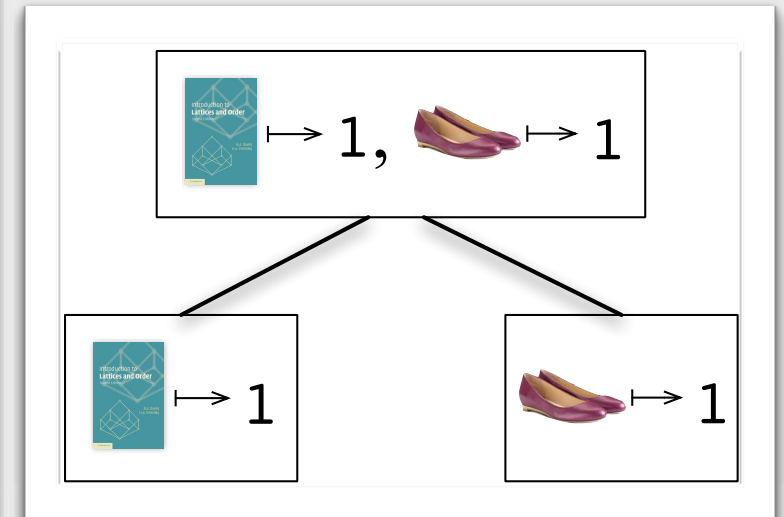 Introduction to
Lattices and Order
1, 1
Introduction to
Lattices and Order
1
1